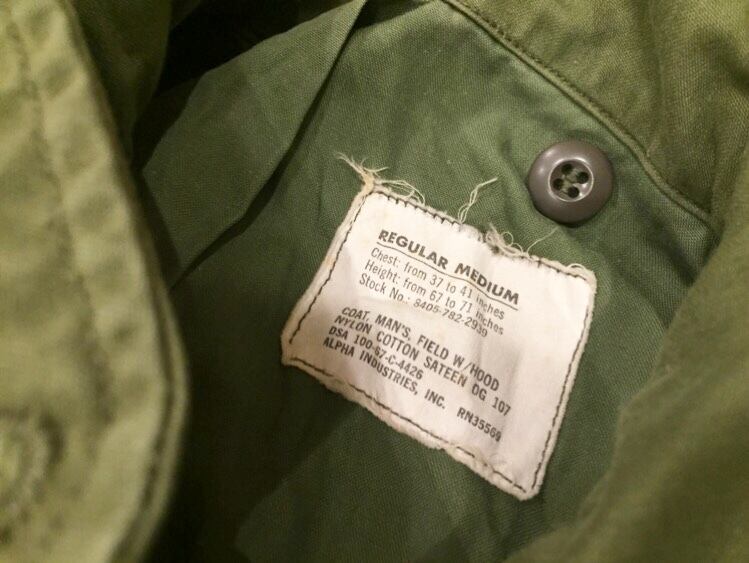 REGULAR MEDIUM
Chest: from 37 to 41 inches
Height: from 67 to 71 inches
Stock No.: 8405-782-2939
COAT, MAN'S, FIELD W/HOOD
NYLON COTTON SATEEN OG 107
DSA 100-67-C-4426
ALPHA INDUSTRIES, INC. RN35569